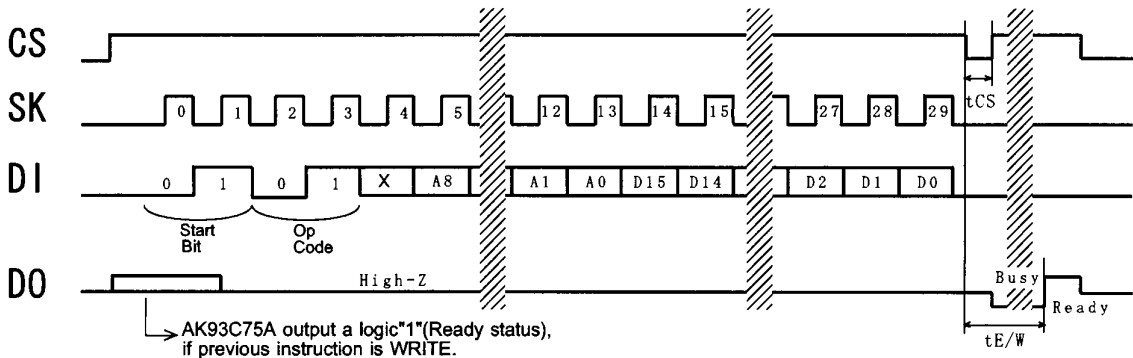 CS
tCS
SK 0 1 2 3 4 5 12 13 14 15 27 28 29
DI 0 1 0 1 X A8 A1 A0 D15 D14 D2 D1 D0
Start
Bit
Op
Code
DO High-Z Busy Ready
AK93C75A output a logic"1"(Ready status),
if previous instruction is WRITE.
tE/W